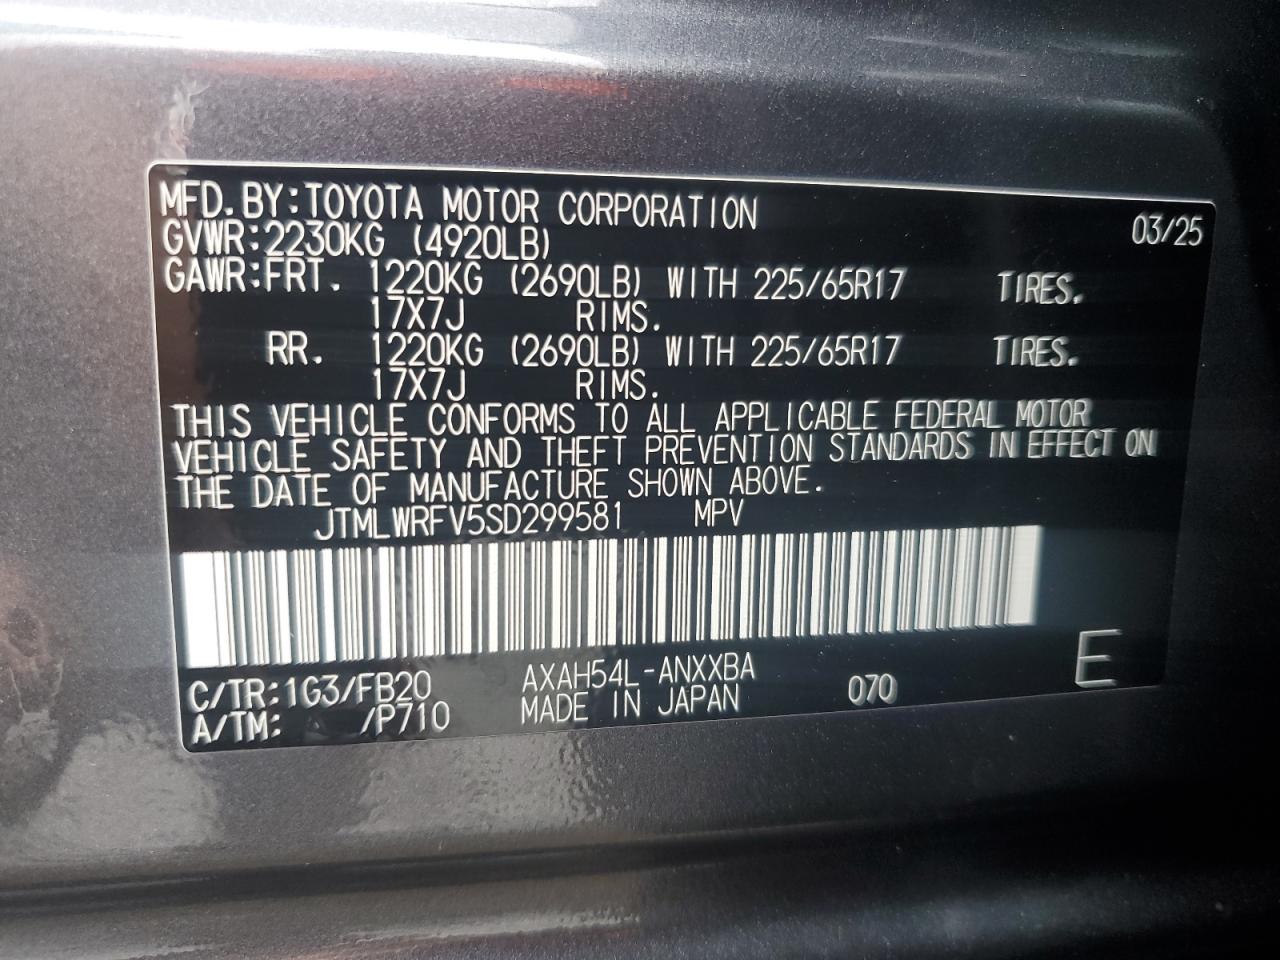 MFD.BY:TOYOTA MOTOR CORPORATION 03/25
GVWR:2230KG (4920LB)
GAWR:FRT. 1220KG (2690LB) WITH 225/65R17 TIRES.
17X7J RIMS.
RR. 1220KG (2690LB) WITH 225/65R17 TIRES.
17X7J RIMS.
THIS VEHICLE CONFORMS TO ALL APPLICABLE FEDERAL MOTOR
VEHICLE SAFETY AND THEFT PREVENTION STANDARDS IN EFFECT ON
THE DATE OF MANUFACTURE SHOWN ABOVE.
JTMLWRFV5SD299581 MPV
C/TR:1G3/FB20 AXAH54L-ANXXBA
A/TM: /P710 MADE IN JAPAN 070 E